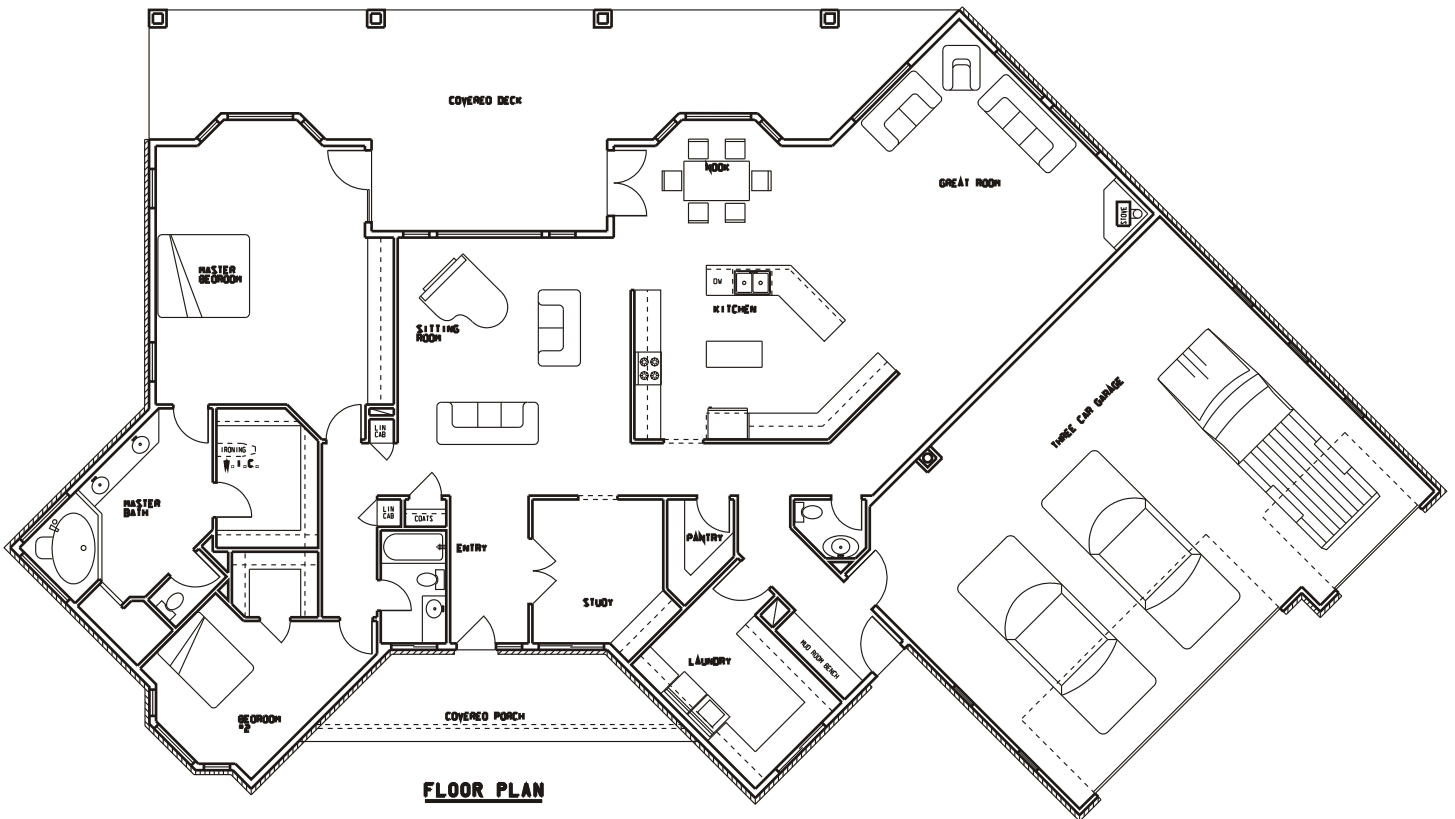 COVERED DECK
NOOK
GREAT ROOM
STOVE
MASTER
BEDROOM
DW
KITCHEN
SITTING
ROOM
THREE CAR GARAGE
LIN
CAB
IRONING
W.I.C.
MASTER
BATH
LIN
CAB
COATS
ENTRY
PANTRY
STUDY
LAUNDRY
MUD ROOM BENCH
BEDROOM
#2
COVERED PORCH
FLOOR PLAN